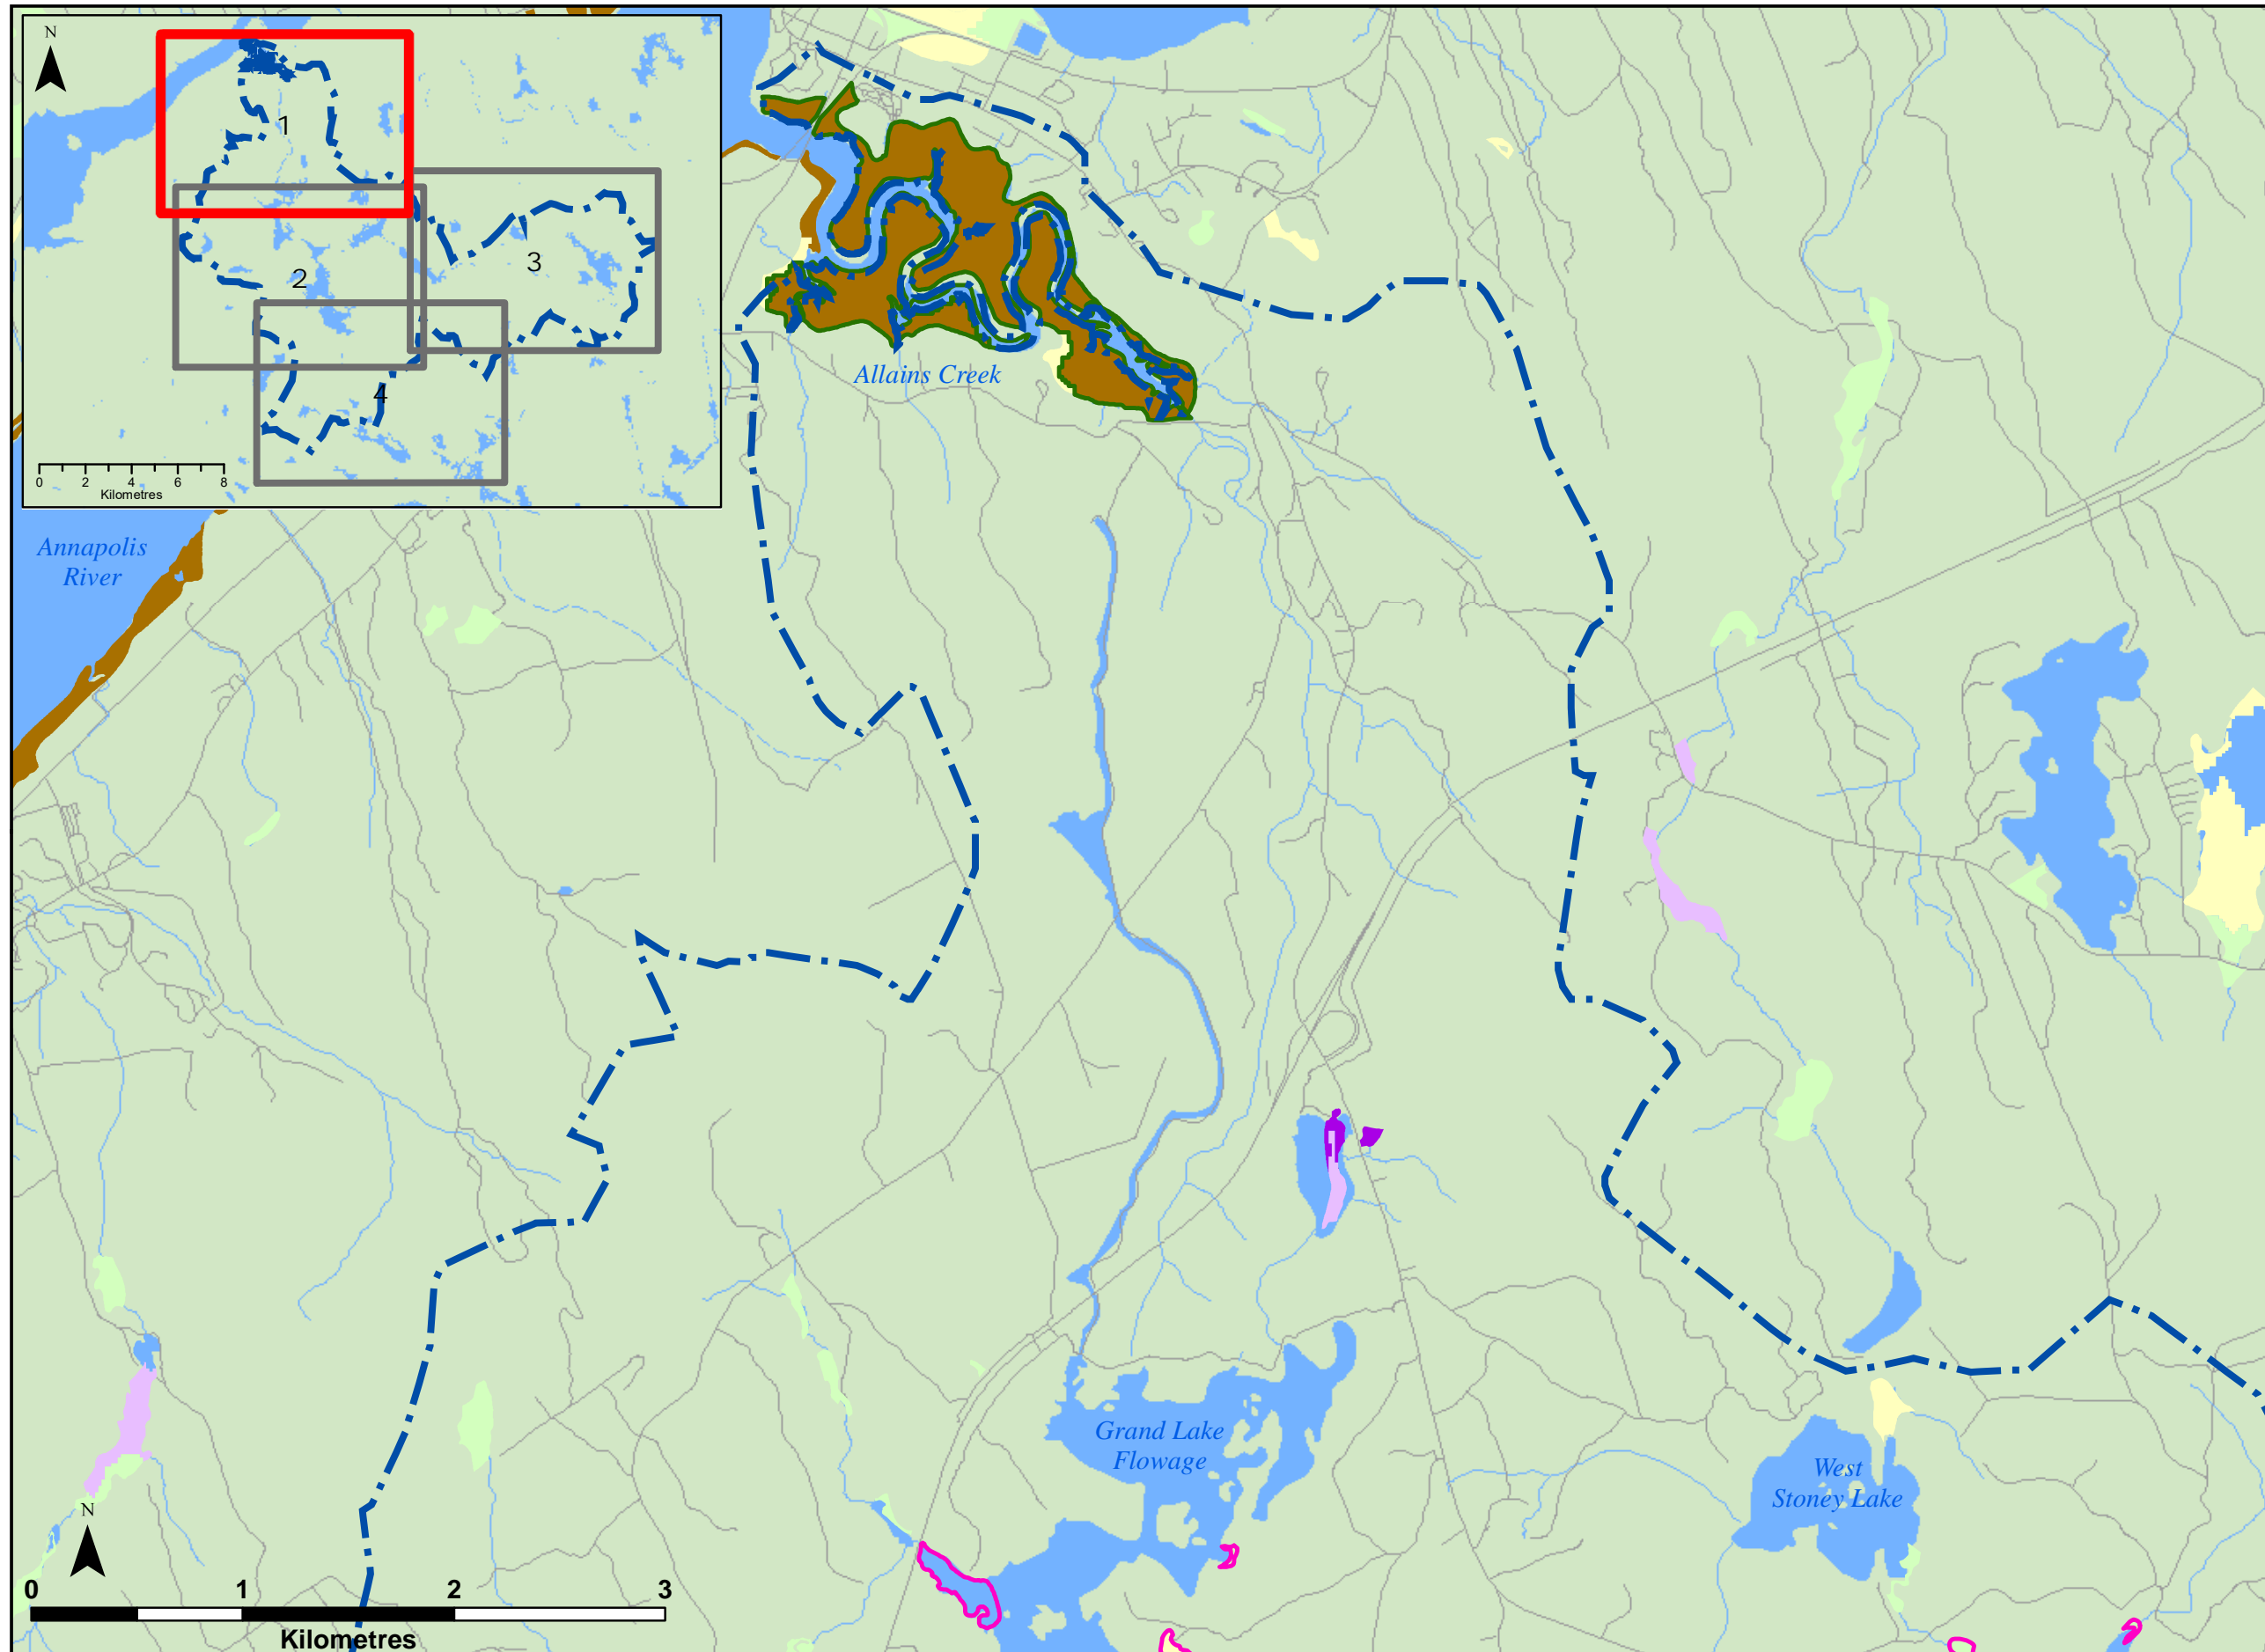 N
1
2
3
4
0 2 4 6 8
Kilometres
Allains Creek
Annapolis
River
Grand Lake
Flowage
West
Stoney Lake
N
0 1 2 3
Kilometres